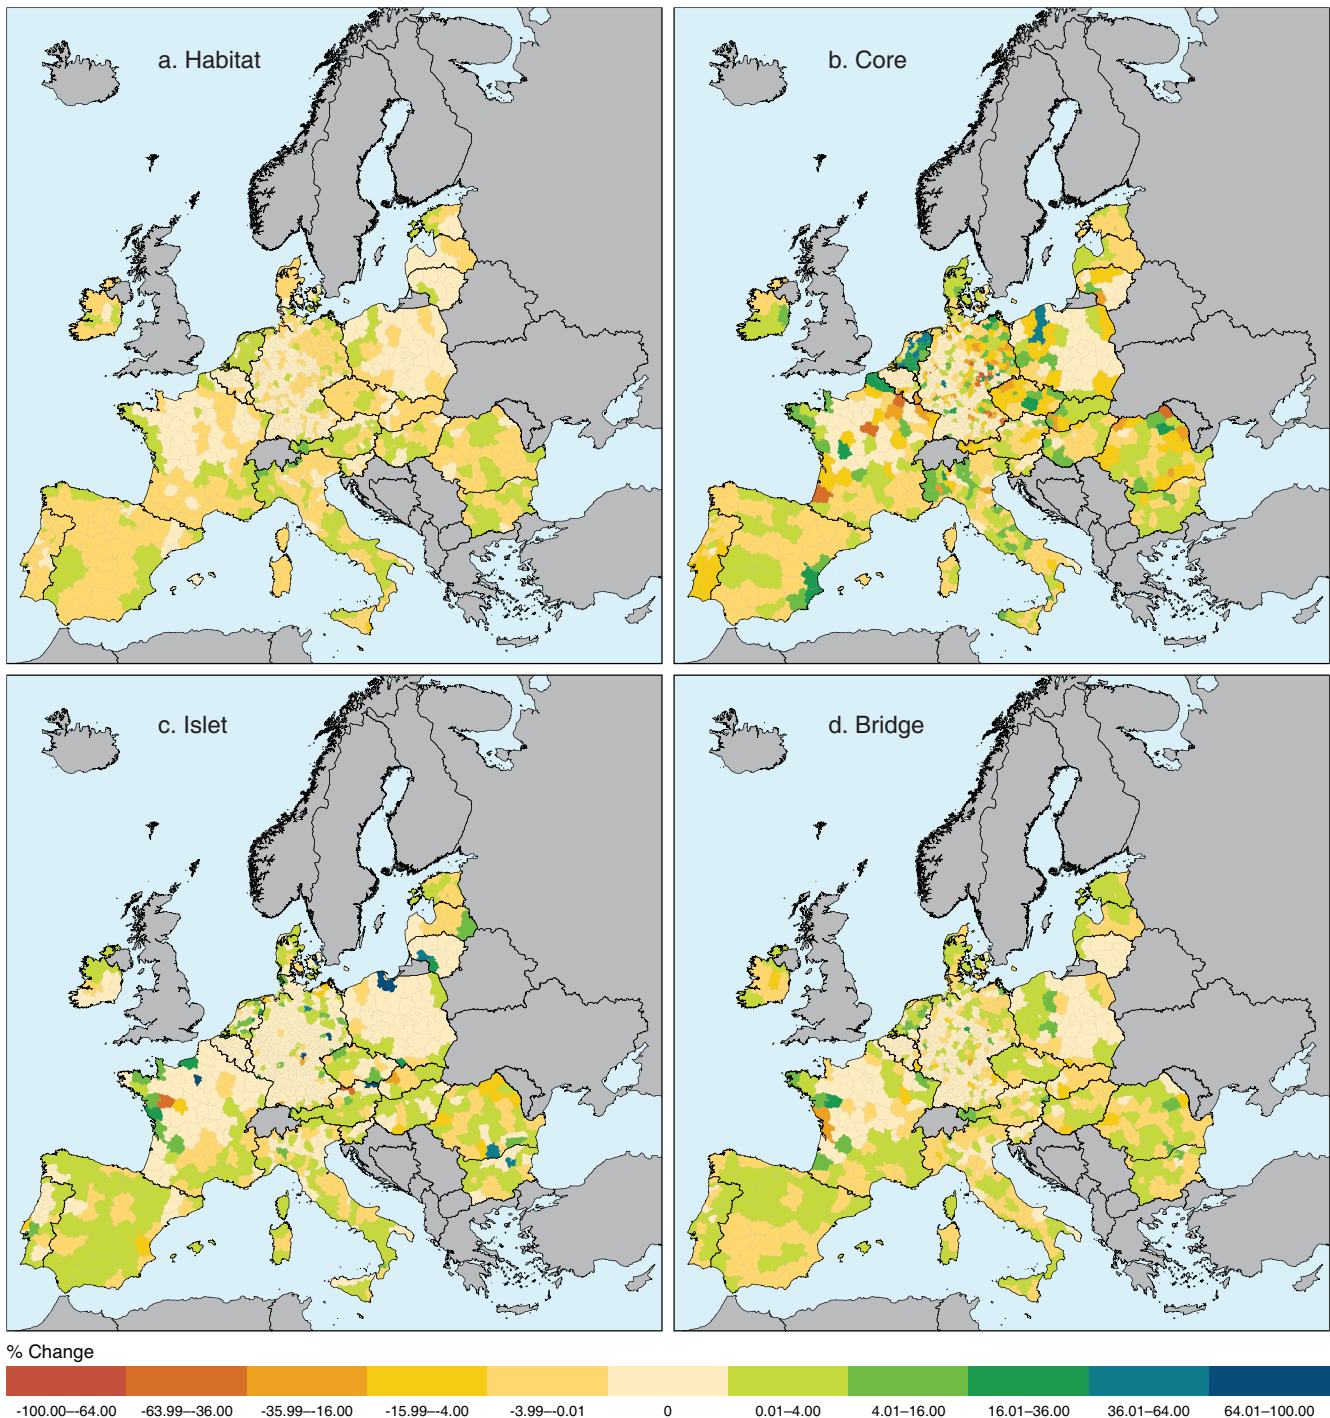 a. Habitat
b. Core
c. Islet
d. Bridge
% Change
-100.00–-64.00
-63.99–-36.00
-35.99–-16.00
-15.99–-4.00
-3.99–-0.01
0
0.01–4.00
4.01–16.00
16.01–36.00
36.01–64.00
64.01–100.00